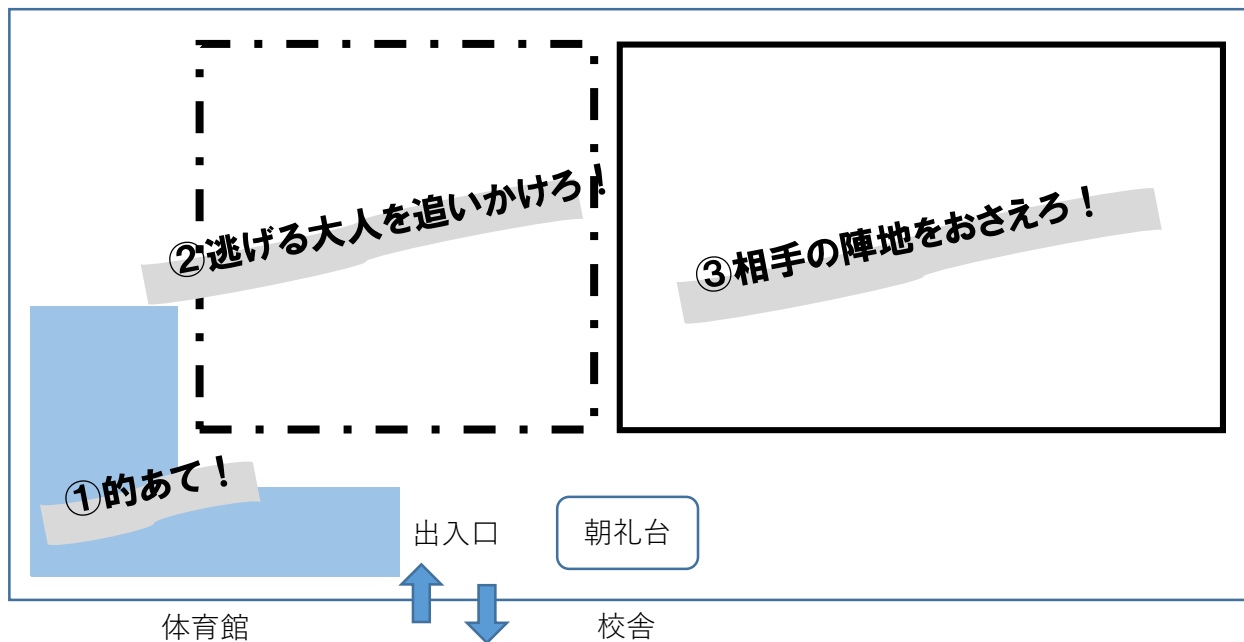 ②逃げる大人を追いかけろ！
③相手の陣地をおさえろ！
①的あて！
出入口
朝礼台
体育館
校舎